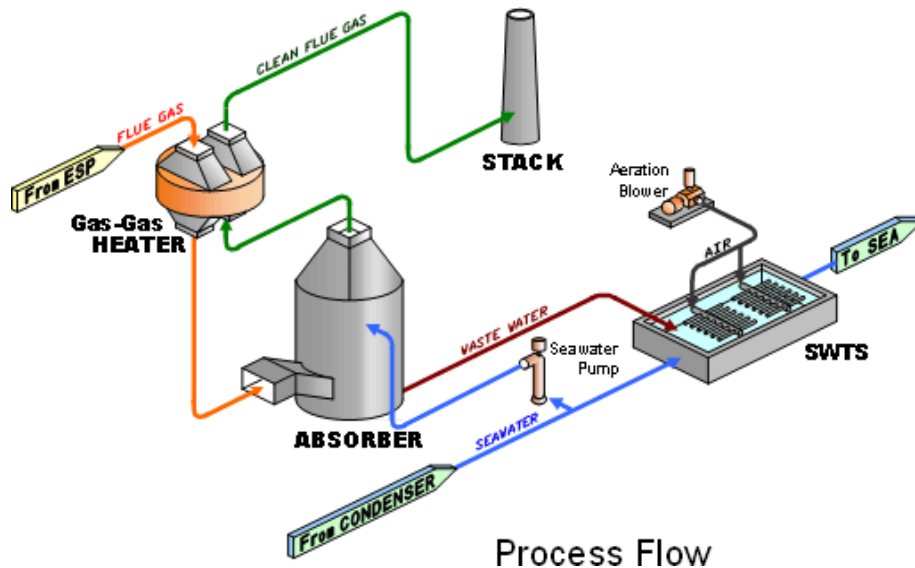 CLEAN FLUE GAS
FLUE GAS
From ESP
STACK
Gas-Gas
HEATER
Aeration
Blower
AIR
To SEA
WASTE WATER
Seawater
Pump
SWTS
ABSORBER
SEAWATER
From CONDENSER
Process Flow